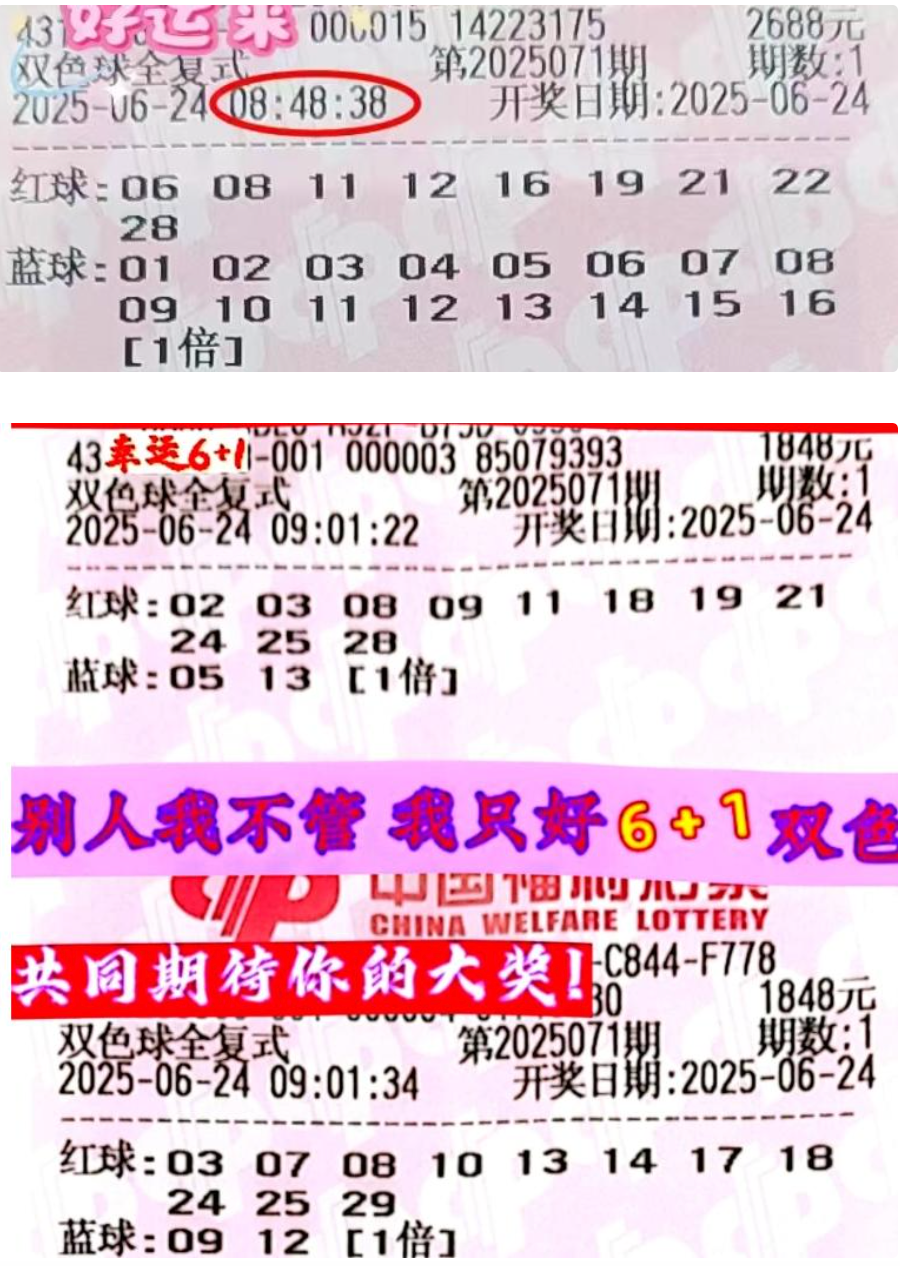 好运来
431 000015 14223175 2688元
双色球全复式 第2025071期 期数:1
2025-06-24 08:48:38 开奖日期:2025-06-24
红球:06 08 11 12 16 19 21 22
28
蓝球:01 02 03 04 05 06 07 08
09 10 11 12 13 14 15 16
[1倍]
43幸运6+1-001 000003 85079393 1848元
双色球全复式 第2025071期 期数:1
2025-06-24 09:01:22 开奖日期:2025-06-24
红球:02 03 08 09 11 18 19 21
24 25 28
蓝球:05 13 [1倍]
别人我不管 我只好6+1双色
中国福利彩票
CHINA WELFARE LOTTERY
共同期待你的大奖!-C844-F778
30 1848元
双色球全复式 第2025071期 期数:1
2025-06-24 09:01:34 开奖日期:2025-06-24
红球:03 07 08 10 13 14 17 18
24 25 29
蓝球:09 12 [1倍]